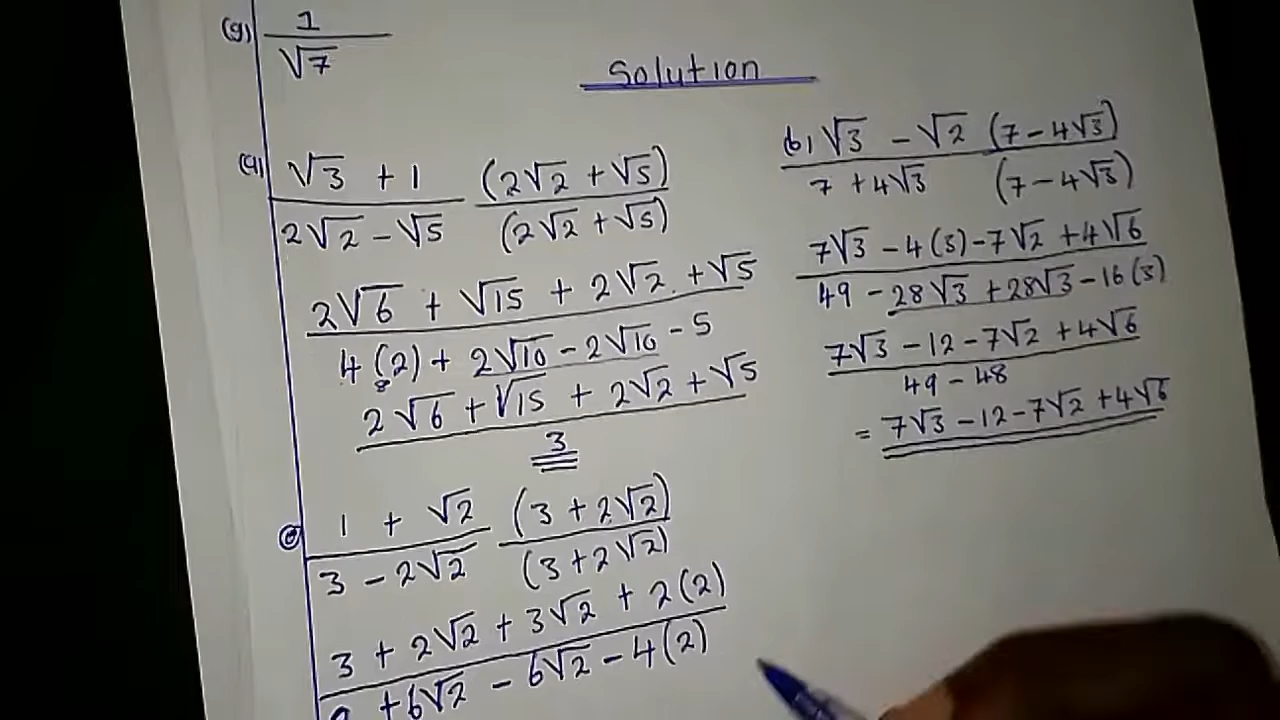 (g) 1
√7
Solution
(a) √3 + 1 (2√2 + √5)
2√2 - √5 (2√2 + √5)
2√6 + √15 + 2√2 + √5
4(2) + 2√10 - 2√10 - 5
8
2√6 + √15 + 2√2 + √5
3
1 + √2 (3 + 2√2)
3 - 2√2 (3 + 2√2)
3 + 2√2 + 3√2 + 2(2)
+ 6√2 - 6√2 - 4(2)
(b) √3 - √2 (7 - 4√3)
7 + 4√3 (7 - 4√3)
7√3 - 4(3) - 7√2 + 4√6
49 - 28√3 + 28√3 - 16(3)
7√3 - 12 - 7√2 + 4√6
49 - 48
= 7√3 - 12 - 7√2 + 4√6